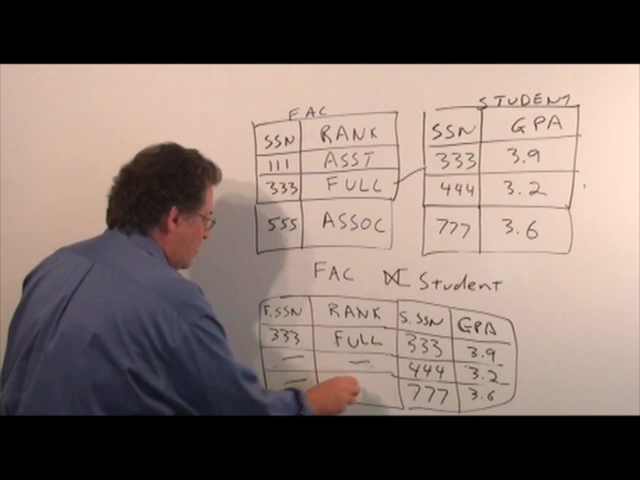 FAC
SSN RANK
111 ASST
333 FULL
555 ASSOC
STUDENT
SSN GPA
333 3.9
444 3.2
777 3.6
FAC ⟖ Student
F.SSN RANK S.SSN GPA
333 FULL 333 3.9
— — 444 3.2
— 777 3.6